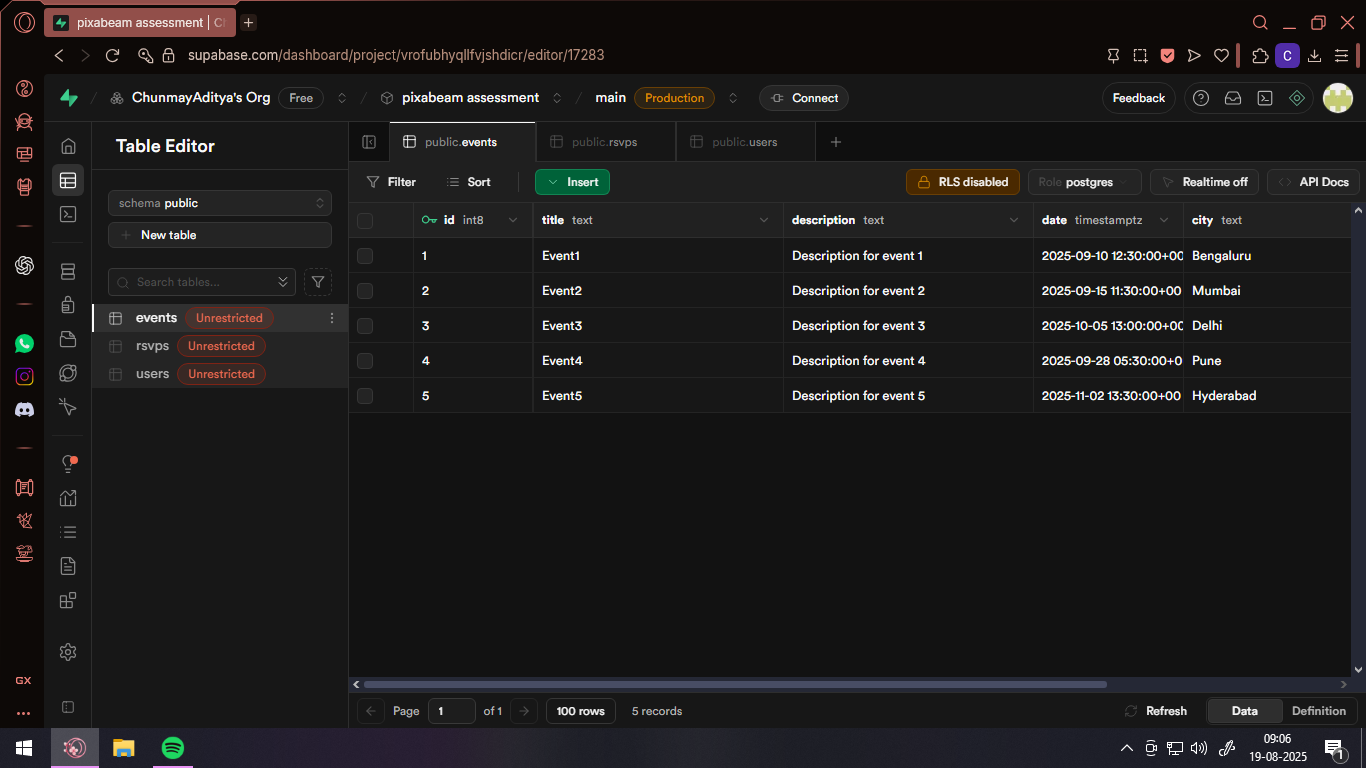 pixabeam assessment | Ch
supabase.com/dashboard/project/vrofubhyqllfvjshdicr/editor/17283
C
ChunmayAditya's Org Free pixabeam assessment main Production Connect Feedback
Table Editor
public.events public.rsvps public.users
Filter Sort Insert RLS disabled Role postgres Realtime off API Docs
schema public
New table
Search tables...
events Unrestricted
rsvps Unrestricted
users Unrestricted
id int8 title text description text date timestamptz city text
1 Event1 Description for event 1 2025-09-10 12:30:00+00 Bengaluru
2 Event2 Description for event 2 2025-09-15 11:30:00+00 Mumbai
3 Event3 Description for event 3 2025-10-05 13:00:00+00 Delhi
4 Event4 Description for event 4 2025-09-28 05:30:00+0 Pune
5 Event5 Description for event 5 2025-11-02 13:30:00+00 Hyderabad
GX
Page 1 of 1 100 rows 5 records Refresh Data Definition
09:06
19-08-2025
1